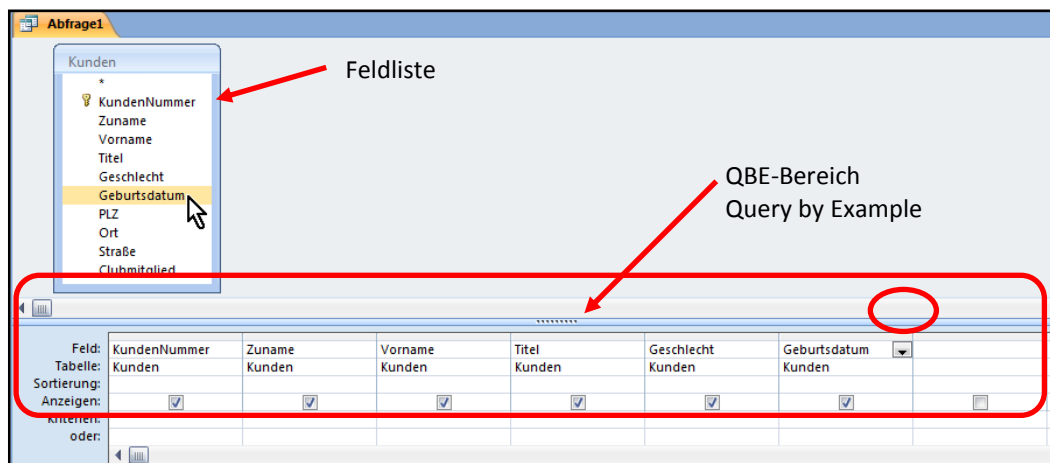 Abfrage1
Kunden
*
KundenNummer
Zuname
Vorname
Titel
Geschlecht
Geburtsdatum
PLZ
Ort
Straße
Clubmitglied
Feldliste
QBE-Bereich
Query by Example
Feld: KundenNummer Zuname Vorname Titel Geschlecht Geburtsdatum
Tabelle: Kunden Kunden Kunden Kunden Kunden Kunden
Sortierung:
Anzeigen:
Kriterien:
oder: